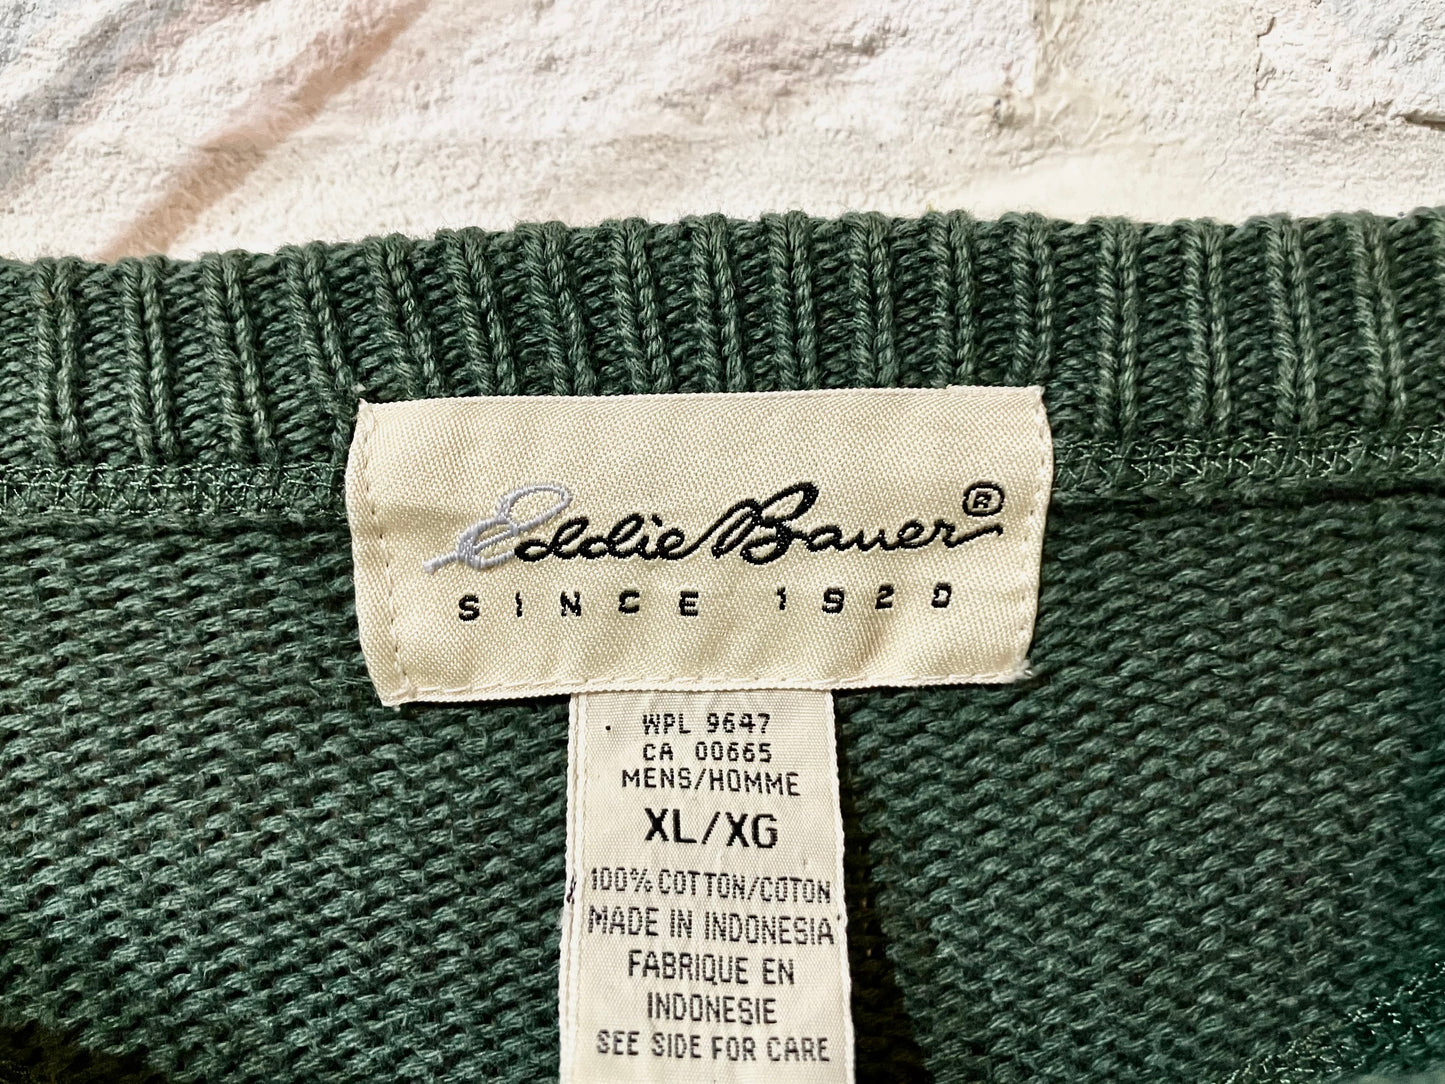 Eddie Bauer®
SINCE 1920
WPL 9647
CA 00665
MENS/HOMME
XL/XG
100% COTTON/COTON
MADE IN INDONESIA
FABRIQUE EN
INDONESIE
SEE SIDE FOR CARE